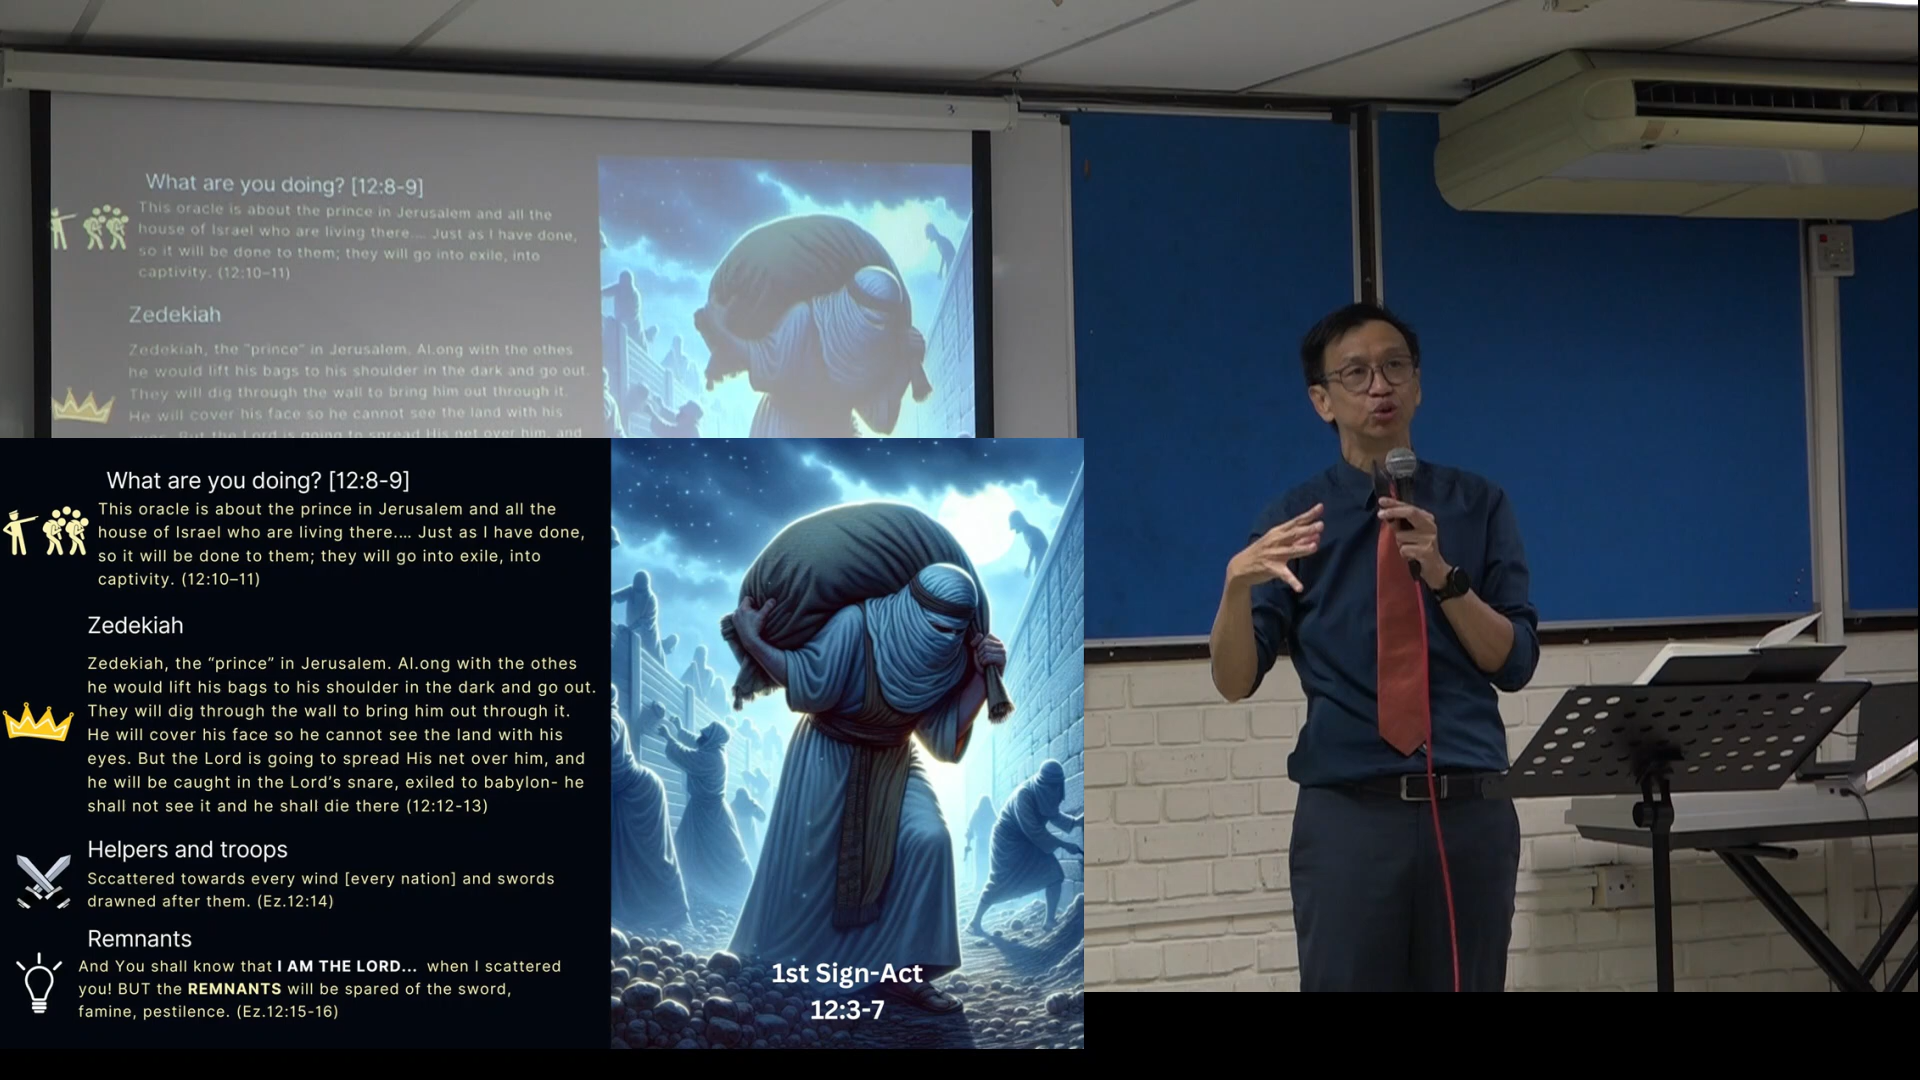 What are you doing? [12:8-9]
This oracle is about the prince in Jerusalem and all the
house of Israel who are living there.... Just as I have done,
so it will be done to them; they will go into exile, into
captivity. (12:10–11)
Zedekiah
Zedekiah, the "prince" in Jerusalem. Al.ong with the othes
he would lift his bags to his shoulder in the dark and go out.
They will dig through the wall to bring him out through it.
He will cover his face so he cannot see the land with his
eyes. But the Lord is going to spread His net over him, and
What are you doing? [12:8-9]
This oracle is about the prince in Jerusalem and all the
house of Israel who are living there.... Just as I have done,
so it will be done to them; they will go into exile, into
captivity. (12:10–11)
Zedekiah
Zedekiah, the “prince” in Jerusalem. Al.ong with the othes
he would lift his bags to his shoulder in the dark and go out.
They will dig through the wall to bring him out through it.
He will cover his face so he cannot see the land with his
eyes. But the Lord is going to spread His net over him, and
he will be caught in the Lord’s snare, exiled to babylon- he
shall not see it and he shall die there (12:12-13)
Helpers and troops
Sccattered towards every wind [every nation] and swords
drawned after them. (Ez.12:14)
Remnants
And You shall know that I AM THE LORD... when I scattered
you! BUT the REMNANTS will be spared of the sword,
famine, pestilence. (Ez.12:15-16)
1st Sign-Act
12:3-7